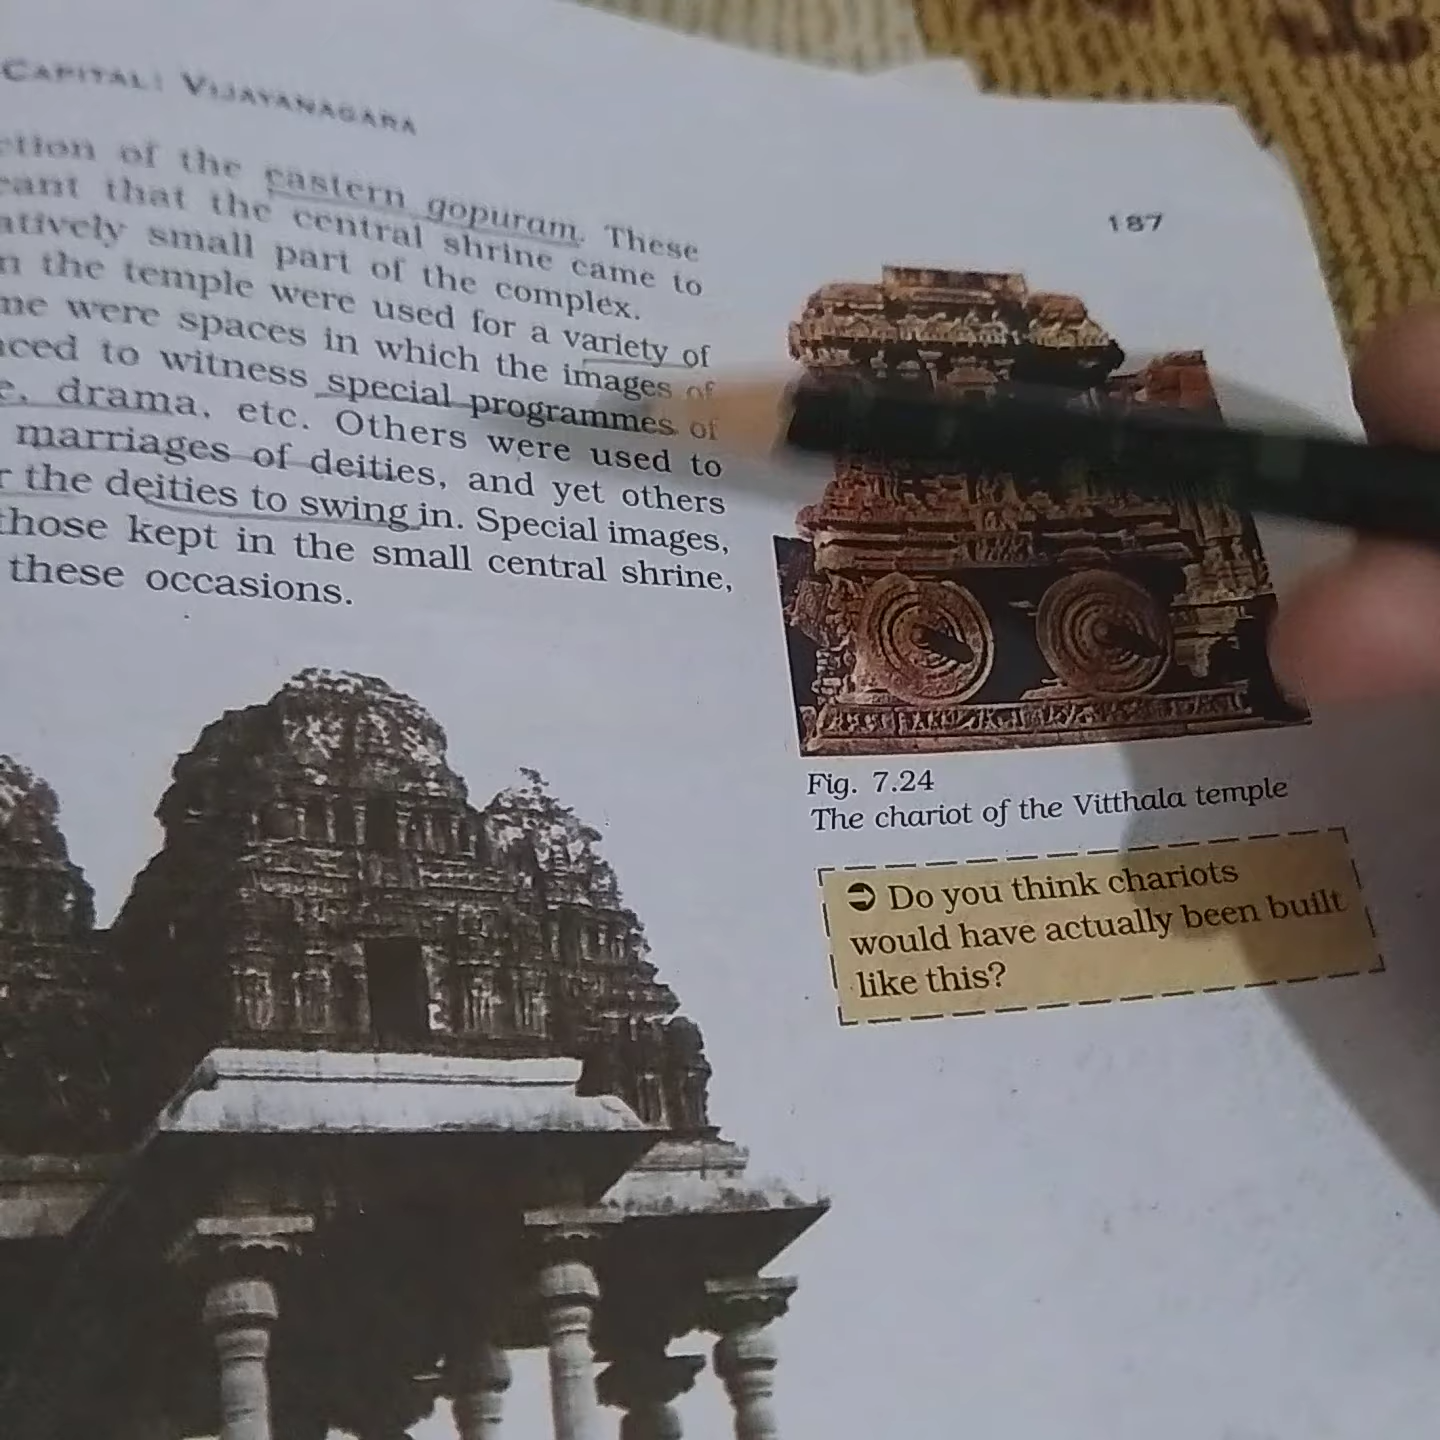 CAPITAL: VIJAYANAGARA
187
of the eastern gopuram. These
that the central shrine came to
small part of the complex.
the temple were used for a variety of
were spaces in which the images of
to witness special programmes of
drama, etc. Others were used to
marriages of deities, and yet others
the deities to swing in. Special images,
those kept in the small central shrine,
these occasions.
Fig. 7.24
The chariot of the Vitthala temple
➲ Do you think chariots
would have actually been built
like this?